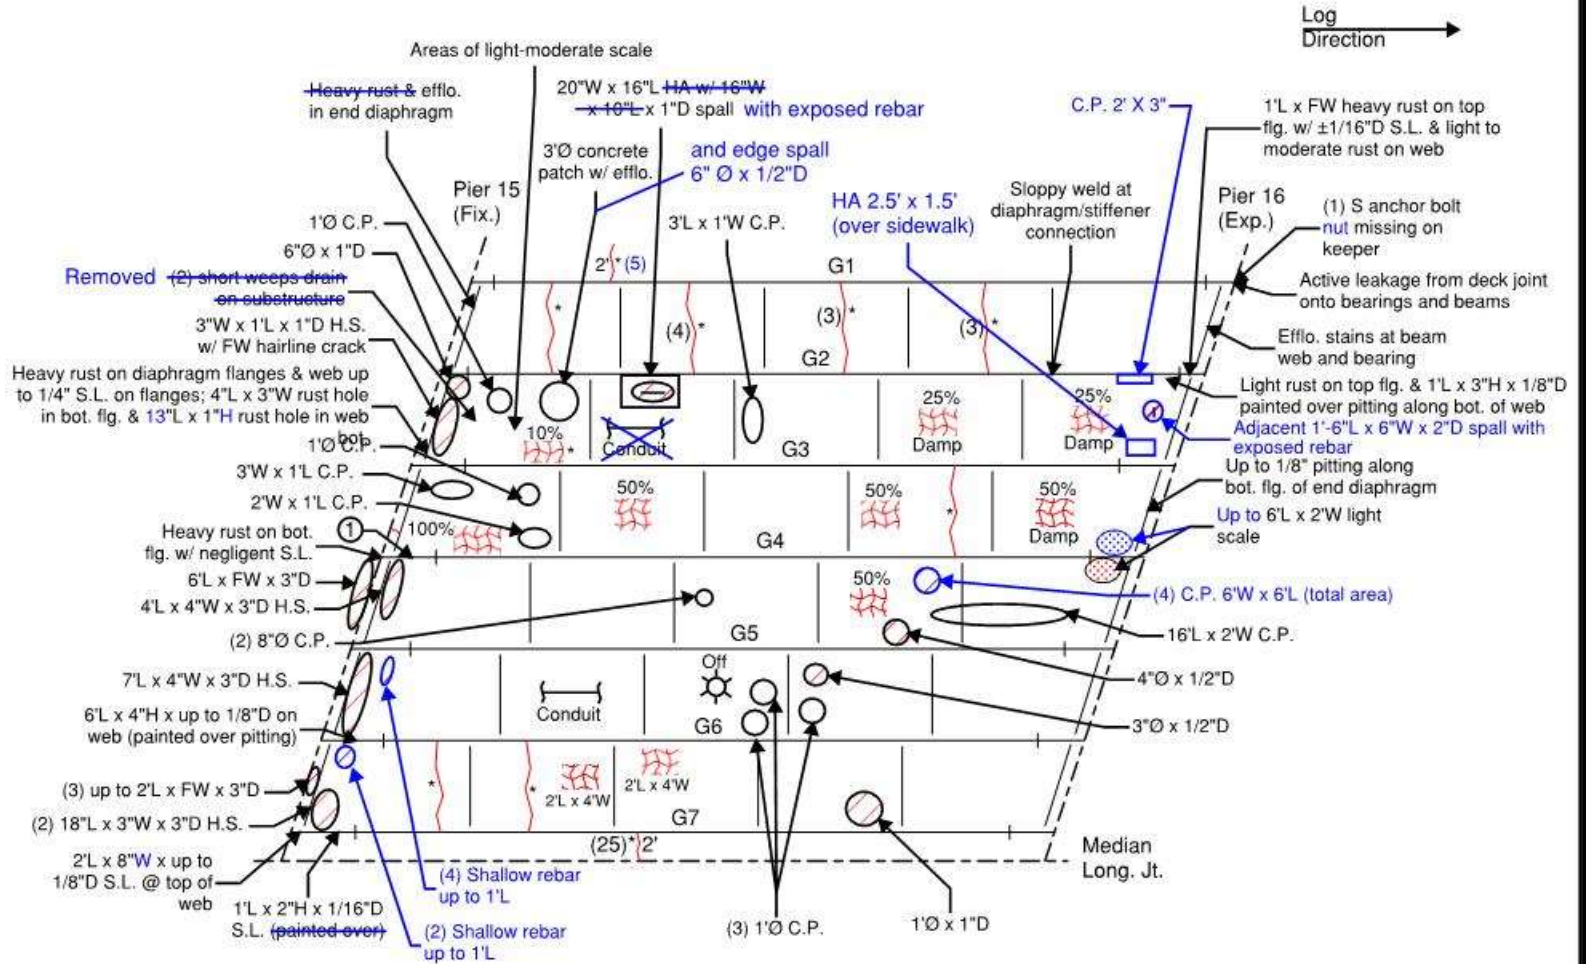 Log
Direction
Areas of light-moderate scale
Heavy rust & efflo.
in end diaphragm
20"W x 16"L HA w/ 16"W
x 10"L x 1"D spall with exposed rebar
C.P. 2' X 3"
1'L x FW heavy rust on top
flg. w/ ±1/16"D S.L. & light to
moderate rust on web
3'Ø concrete
patch w/ efflo.
and edge spall
6" Ø x 1/2"D
Pier 15
(Fix.)
HA 2.5' x 1.5'
(over sidewalk)
Sloppy weld at
diaphragm/stiffener
connection
Pier 16
(Exp.)
(1) S anchor bolt
nut missing on
keeper
1'Ø C.P.
6"Ø x 1"D
3'L x 1'W C.P.
Removed (2) short weeps drain
on substructure
2' * (5)
G1
Active leakage from deck joint
onto bearings and beams
3"W x 1'L x 1"D H.S.
w/ FW hairline crack
*
(4) *
(3) *
(3) *
G2
Efflo. stains at beam
web and bearing
Heavy rust on diaphragm flanges & web up
to 1/4" S.L. on flanges; 4"L x 3"W rust hole
in bot. flg. & 13"L x 1"H rust hole in web
bot.
Light rust on top flg. & 1'L x 3"H x 1/8"D
painted over pitting along bot. of web
Adjacent 1'-6"L x 6"W x 2"D spall with
exposed rebar
10%
*
Conduit
G3
25%
Damp
25%
Damp
1'Ø C.P.
3'W x 1'L C.P.
2'W x 1'L C.P.
Up to 1/8" pitting along
bot. flg. of end diaphragm
1
100%
50%
50%
*
50%
Damp
G4
Up to 6'L x 2'W light
scale
Heavy rust on bot.
flg. w/ negligent S.L.
6'L x FW x 3"D
4'L x 4"W x 3"D H.S.
50%
(4) C.P. 6'W x 6'L (total area)
(2) 8"Ø C.P.
G5
16'L x 2'W C.P.
7'L x 4"W x 3"D H.S.
Off
4"Ø x 1/2"D
6'L x 4"H x up to 1/8"D on
web (painted over pitting)
Conduit
G6
3"Ø x 1/2"D
(3) up to 2'L x FW x 3"D
*
*
2'L x 4'W
2'L x 4'W
(2) 18"L x 3"W x 3"D H.S.
G7
(25) * 2'
Median
Long. Jt.
2'L x 8"W x up to
1/8"D S.L. @ top of
web
(4) Shallow rebar
up to 1'L
1'L x 2"H x 1/16"D
S.L. (painted over)
(2) Shallow rebar
up to 1'L
(3) 1'Ø C.P.
1'Ø x 1"D